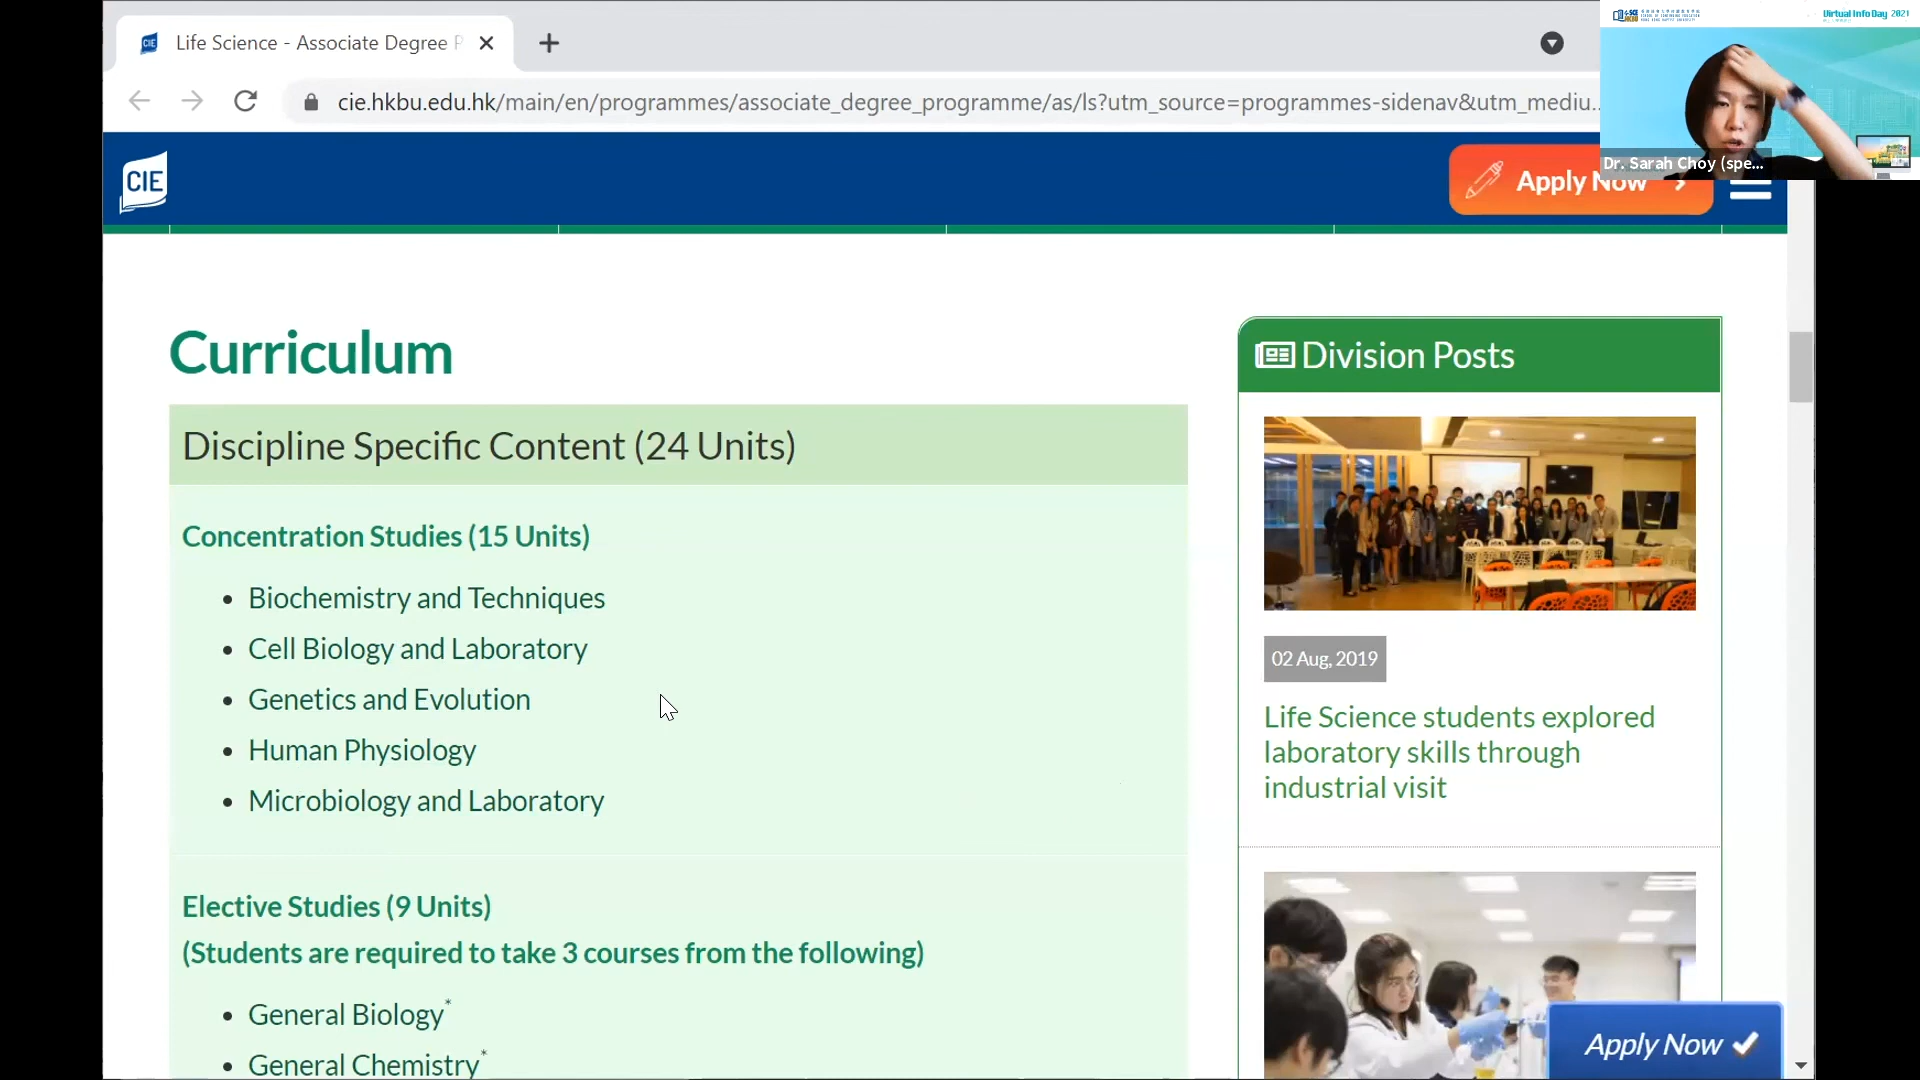 Life Science - Associate Degree P
cie.hkbu.edu.hk/main/en/programmes/associate_degree_programme/as/ls?utm_source=programmes-sidenav&utm_mediu...
Virtual Info Day 2021
Dr. Sarah Choy (spe...
CIE
CIE
Apply Now
Curriculum
Discipline Specific Content (24 Units)
Concentration Studies (15 Units)
Biochemistry and Techniques
Cell Biology and Laboratory
Genetics and Evolution
Human Physiology
Microbiology and Laboratory
Elective Studies (9 Units)
(Students are required to take 3 courses from the following)
General Biology*
General Chemistry*
Division Posts
02 Aug, 2019
Life Science students explored
laboratory skills through
industrial visit
Apply Now